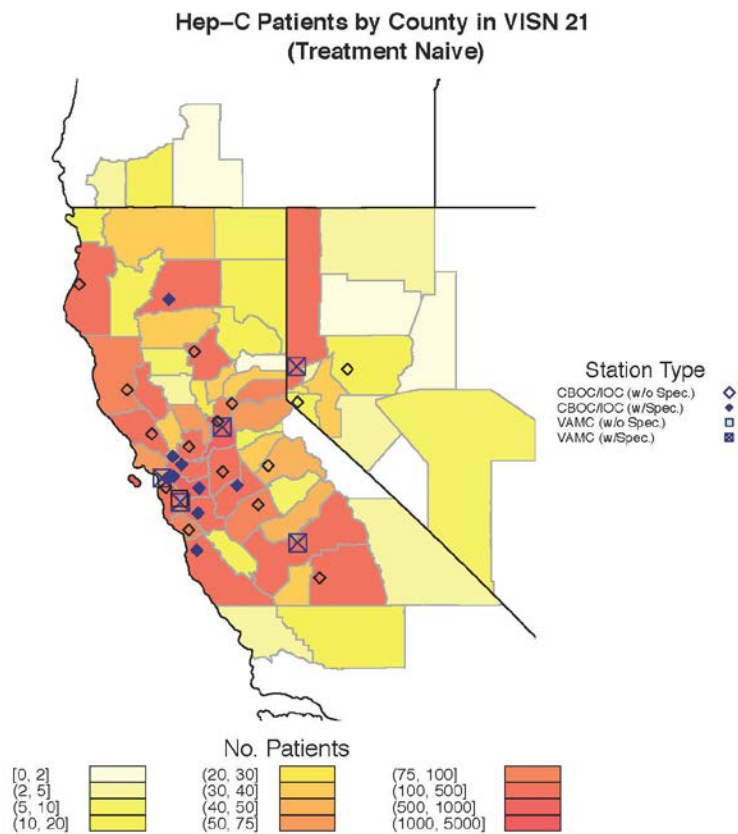 Hep–C Patients by County in VISN 21
(Treatment Naive)
Station Type
CBOC/IOC (w/o Spec.)
CBOC/IOC (w/Spec.)
VAMC (w/o Spec.)
VAMC (w/Spec.)
No. Patients
[0, 2] (20, 30] (75, 100]
(2, 5] (30, 40] (100, 500]
(5, 10] (40, 50] (500, 1000]
(10, 20] (50, 75] (1000, 5000]